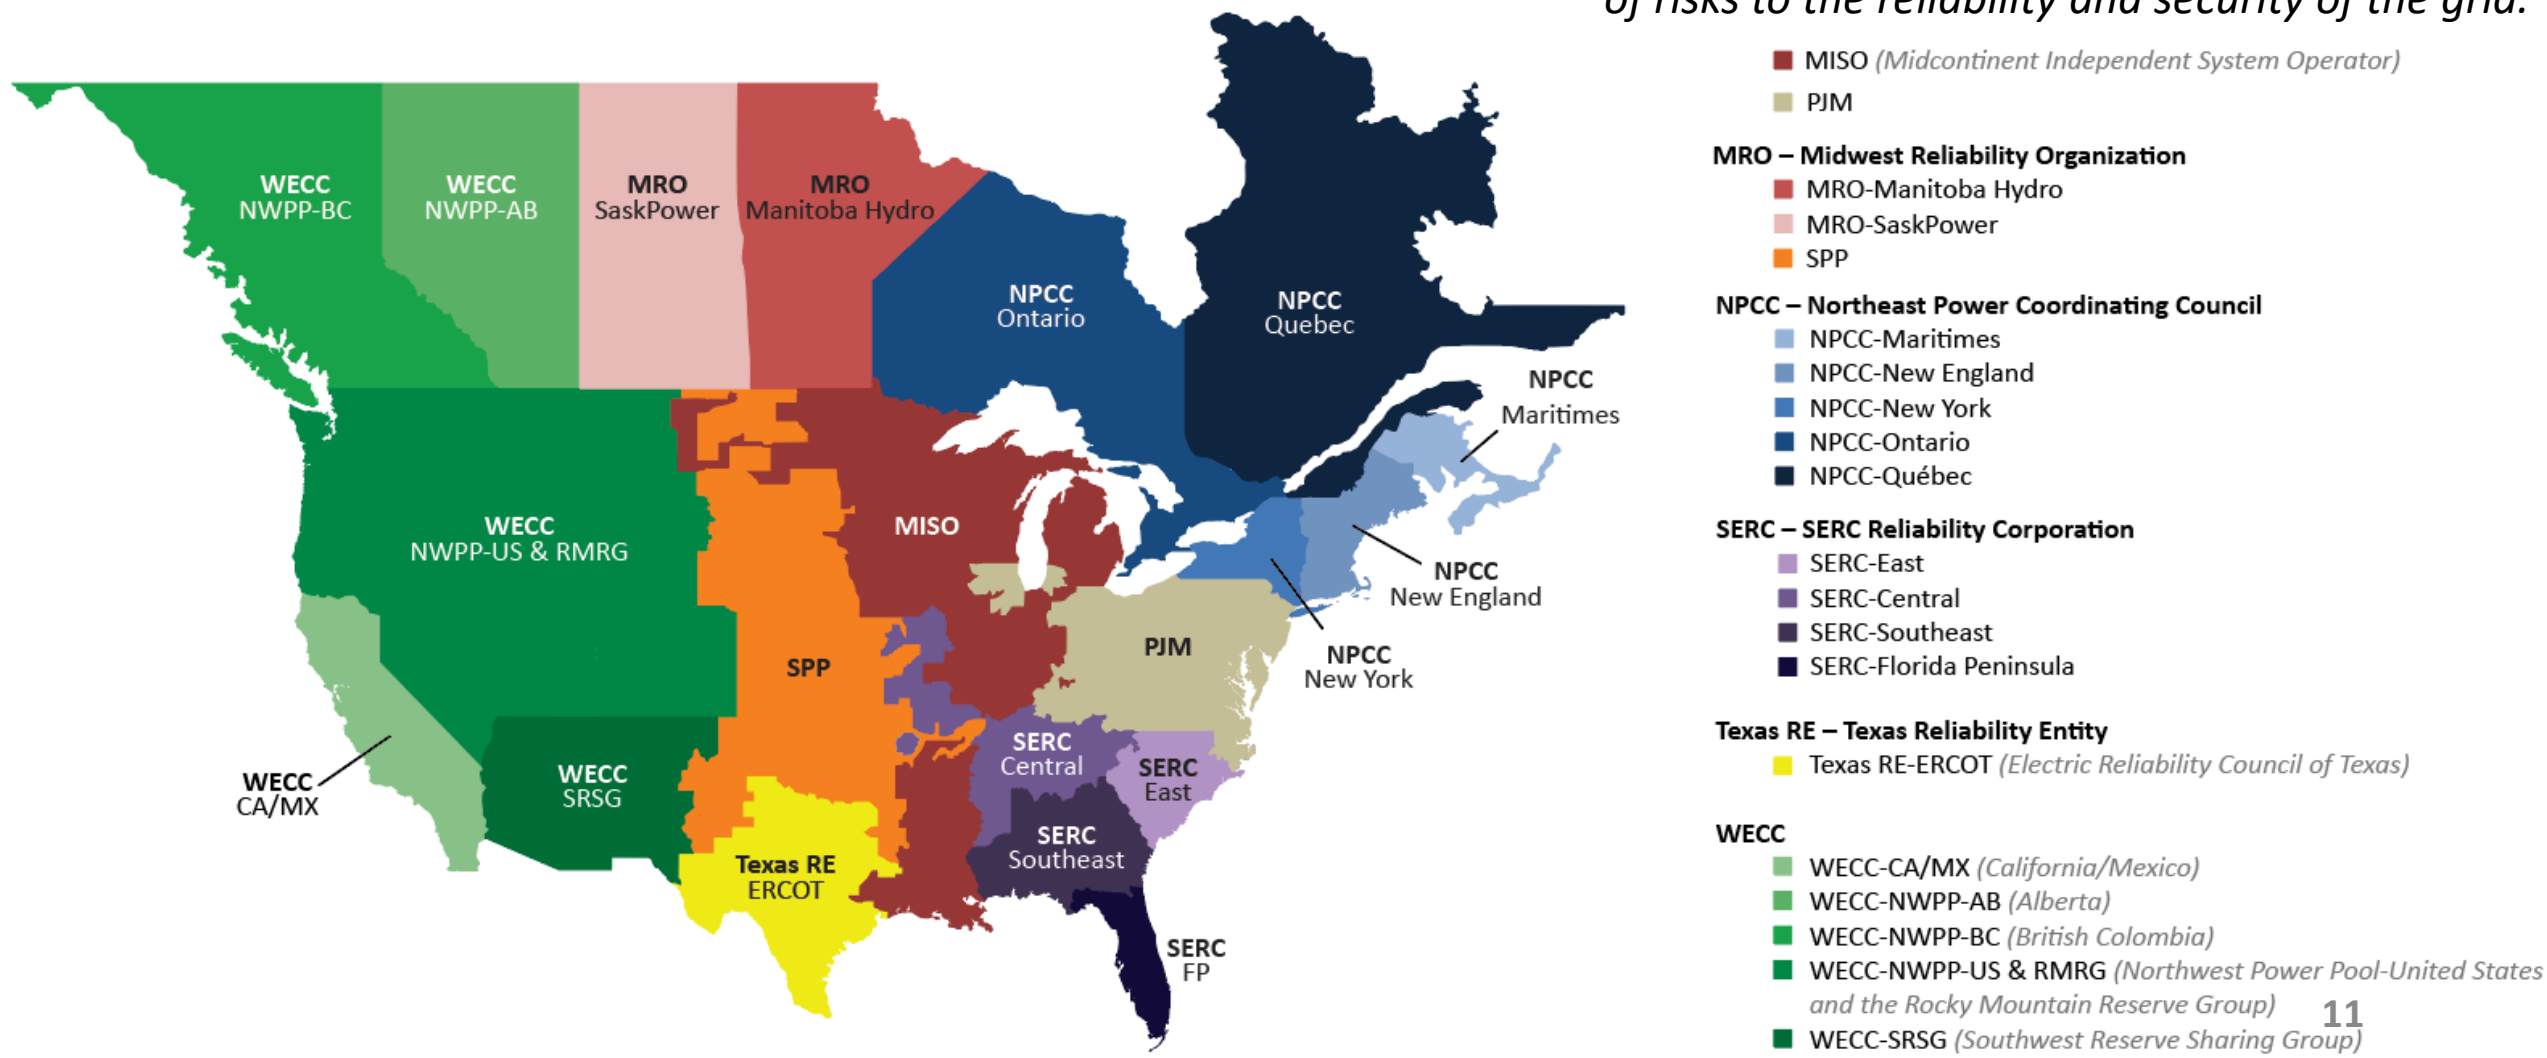 of risks to the reliability and security of the grid.
MISO (Midcontinent Independent System Operator)
PJM
MRO – Midwest Reliability Organization
MRO-Manitoba Hydro
MRO-SaskPower
SPP
NPCC – Northeast Power Coordinating Council
NPCC-Maritimes
NPCC-New England
NPCC-New York
NPCC-Ontario
NPCC-Québec
SERC – SERC Reliability Corporation
SERC-East
SERC-Central
SERC-Southeast
SERC-Florida Peninsula
Texas RE – Texas Reliability Entity
Texas RE-ERCOT (Electric Reliability Council of Texas)
WECC
WECC-CA/MX (California/Mexico)
WECC-NWPP-AB (Alberta)
WECC-NWPP-BC (British Colombia)
WECC-NWPP-US & RMRG (Northwest Power Pool-United States
and the Rocky Mountain Reserve Group)
WECC-SRSG (Southwest Reserve Sharing Group)
11
WECC
NWPP-BC
WECC
NWPP-AB
MRO
SaskPower
MRO
Manitoba Hydro
NPCC
Ontario
NPCC
Quebec
NPCC
Maritimes
WECC
NWPP-US & RMRG
MISO
NPCC
New England
SPP
PJM
NPCC
New York
WECC
CA/MX
WECC
SRSG
SERC
Central
SERC
East
SERC
Southeast
Texas RE
ERCOT
SERC
FP